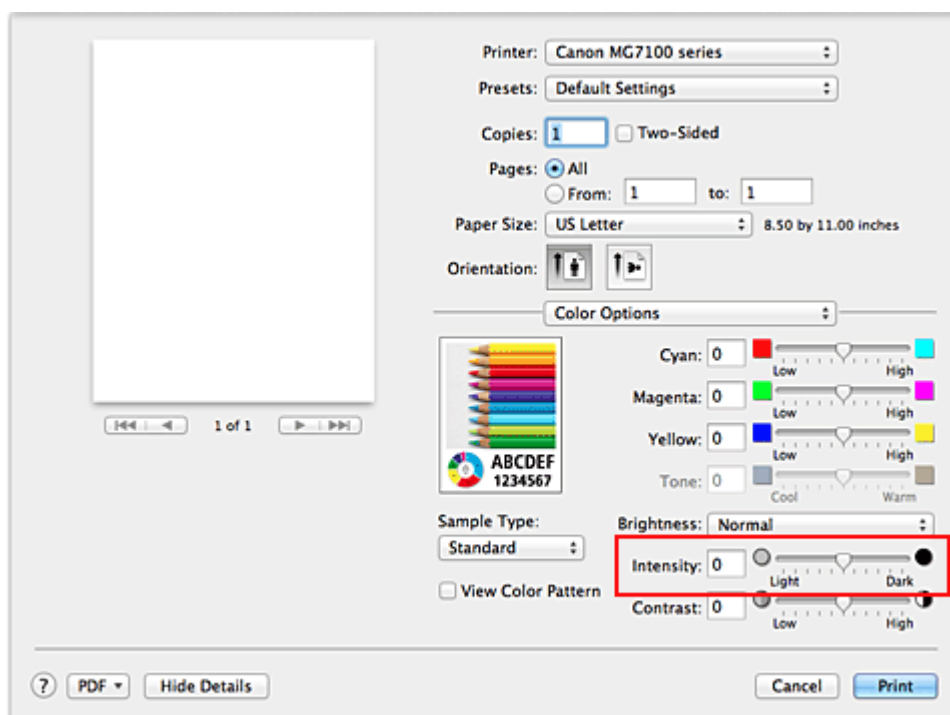 Printer: Canon MG7100 series
Presets: Default Settings
Copies: 1 Two-Sided
Pages: All
From: 1 to: 1
Paper Size: US Letter 8.50 by 11.00 inches
Orientation:
Color Options
Cyan: 0
Low High
Magenta: 0
Low High
Yellow: 0
Low High
Tone: 0
Cool Warm
ABCDEF
1234567
1 of 1
Sample Type:
Standard
View Color Pattern
Brightness: Normal
Intensity: 0
Light Dark
Contrast: 0
Low High
? PDF Hide Details Cancel Print